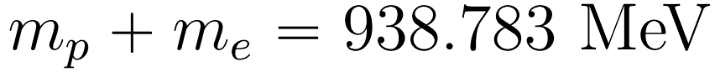 m_p + m_e = 938.783 MeV